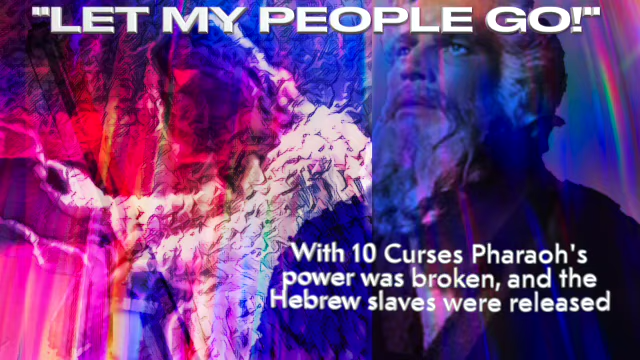 "LET MY PEOPLE GO!"
With 10 Curses Pharaoh's
power was broken, and the
Hebrew slaves were released